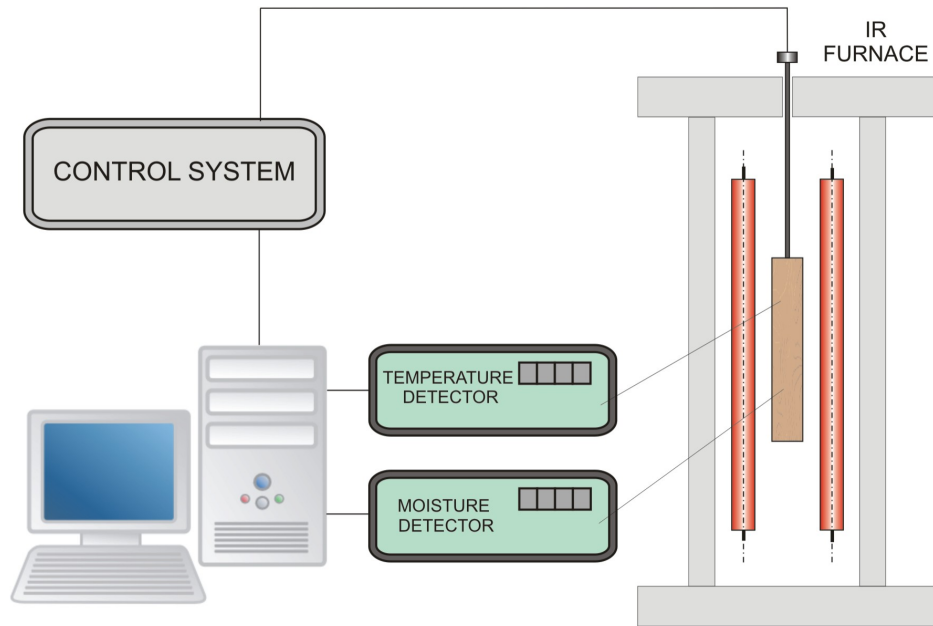 IR
FURNACE
CONTROL SYSTEM
TEMPERATURE
DETECTOR
MOISTURE
DETECTOR